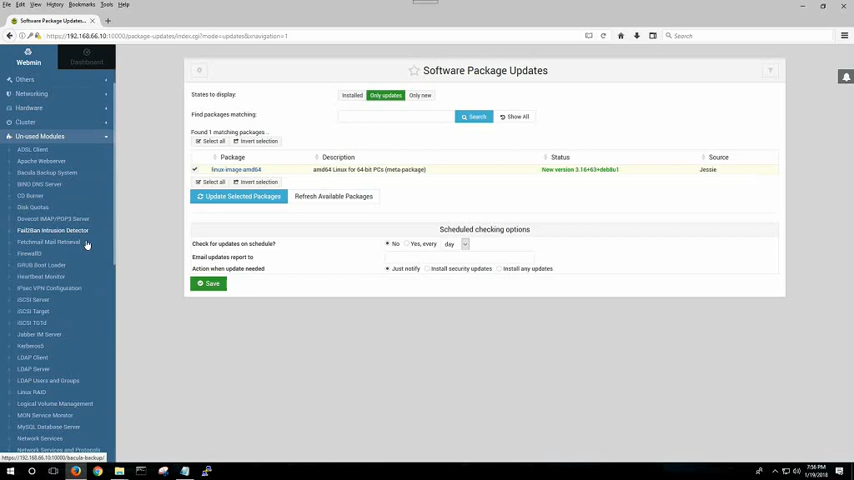 File Edit View History Bookmarks Tools Help
Software Package Updates...
https://192.168.66.10:10000/package-updates/index.cgi?mode=updates&navigation=1
Search
Webmin
Dashboard
Others
Networking
Hardware
Cluster
Un-used Modules
ADSL Client
Apache Webserver
Bacula Backup System
BIND DNS Server
CD Burner
Disk Quotas
Dovecot IMAP/POP3 Server
Fail2Ban Intrusion Detector
Fetchmail Mail Retrieval
FirewallD
GRUB Boot Loader
Heartbeat Monitor
IPsec VPN Configuration
iSCSI Server
iSCSI Target
iSCSI TGTd
Jabber IM Server
Kerberos5
LDAP Client
LDAP Server
LDAP Users and Groups
Linux RAID
Logical Volume Management
MON Service Monitor
MySQL Database Server
Network Services
Network Services and Protocols
https://192.168.66.10:10000/bacula-backup/
Software Package Updates
States to display:
Installed Only updates Only new
Find packages matching:
Search Show All
Found 1 matching packages ..
Select all Invert selection
Package Description Status Source
linux-image-amd64 amd64 Linux for 64-bit PCs (meta-package) New version 3.16+63+deb8u1 Jessie
Select all Invert selection
Update Selected Packages Refresh Available Packages
Scheduled checking options
Check for updates on schedule? No Yes, every day
Email updates report to
Action when update needed Just notify Install security updates Install any updates
Save
7:56 PM
1/19/2018